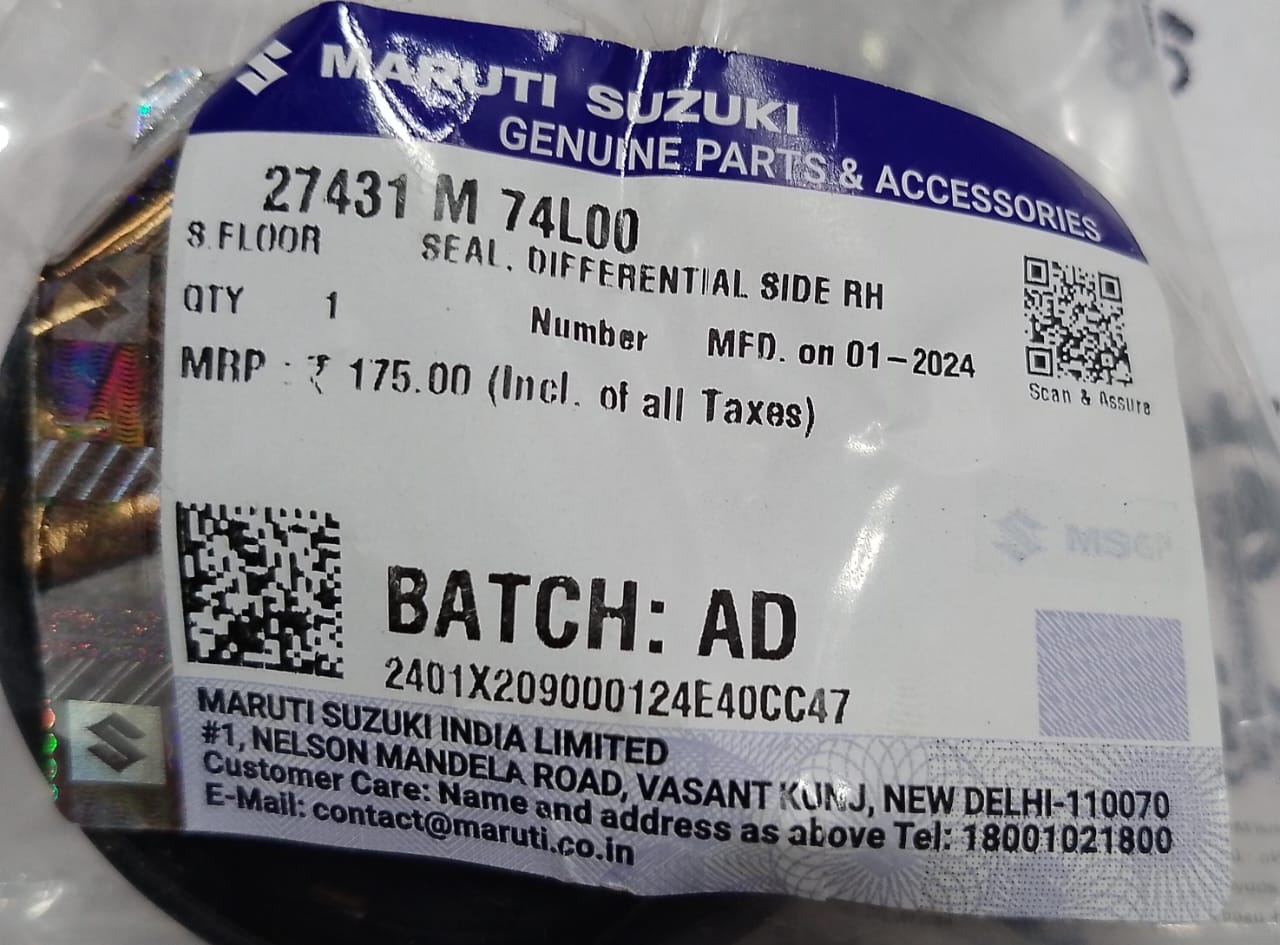 MARUTI SUZUKI
GENUINE PARTS & ACCESSORIES
27431 M 74L00
S.FLOOR SEAL. DIFFERENTIAL SIDE RH
QTY 1 Number MFD. on 01-2024
MRP : ₹ 175.00 (Incl. of all Taxes)
Scan & Assure
MSGP
BATCH: AD
2401X209000124E40CC47
MARUTI SUZUKI INDIA LIMITED
#1, NELSON MANDELA ROAD, VASANT KUNJ, NEW DELHI-110070
Customer Care: Name and address as above Tel: 18001021800
E-Mail: contact@maruti.co.in